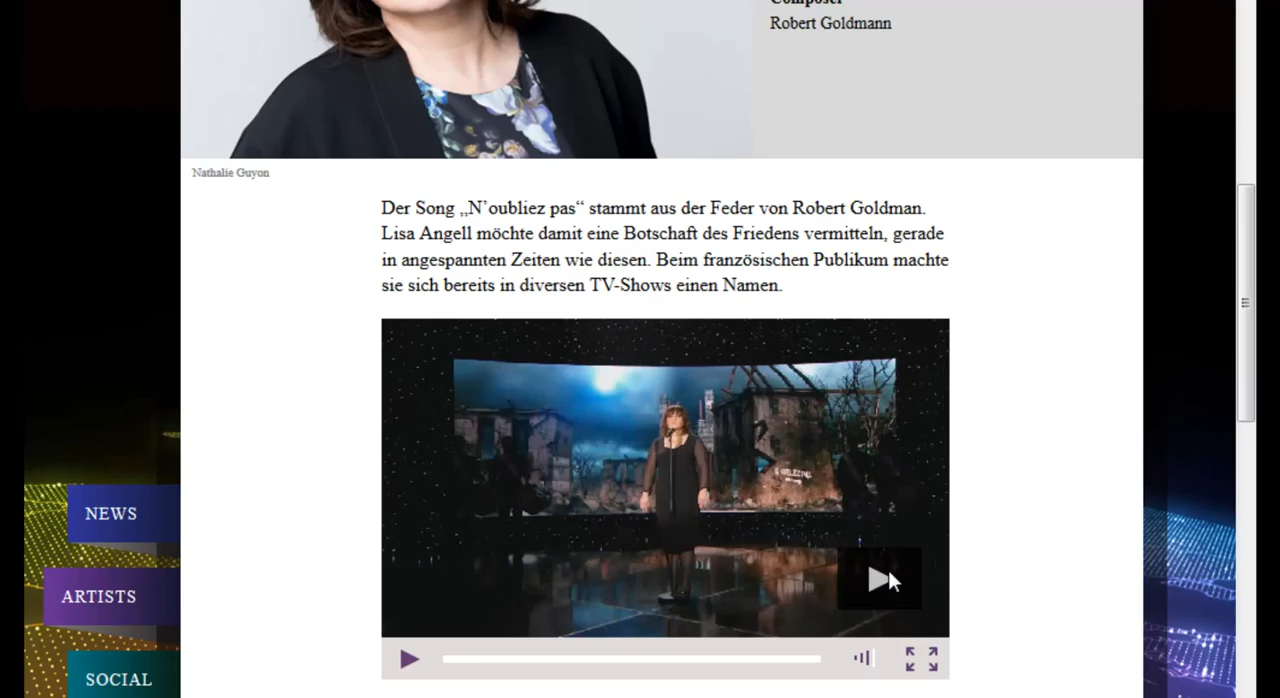 Robert Goldmann
Nathalie Guyon
Der Song „N’oubliez pas“ stammt aus der Feder von Robert Goldman.
Lisa Angell möchte damit eine Botschaft des Friedens vermitteln, gerade
in angespannten Zeiten wie diesen. Beim französischen Publikum machte
sie sich bereits in diversen TV-Shows einen Namen.
NEWS
ARTISTS
SOCIAL